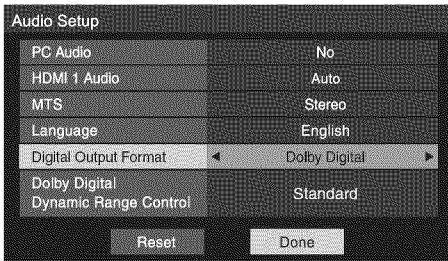 Audio Setup
PC Audio No
HDMI 1 Audio Auto
MTS Stereo
Language English
Digital Output Format ◄ Dolby Digital ►
Dolby Digital
Dynamic Range Control Standard
Reset Done